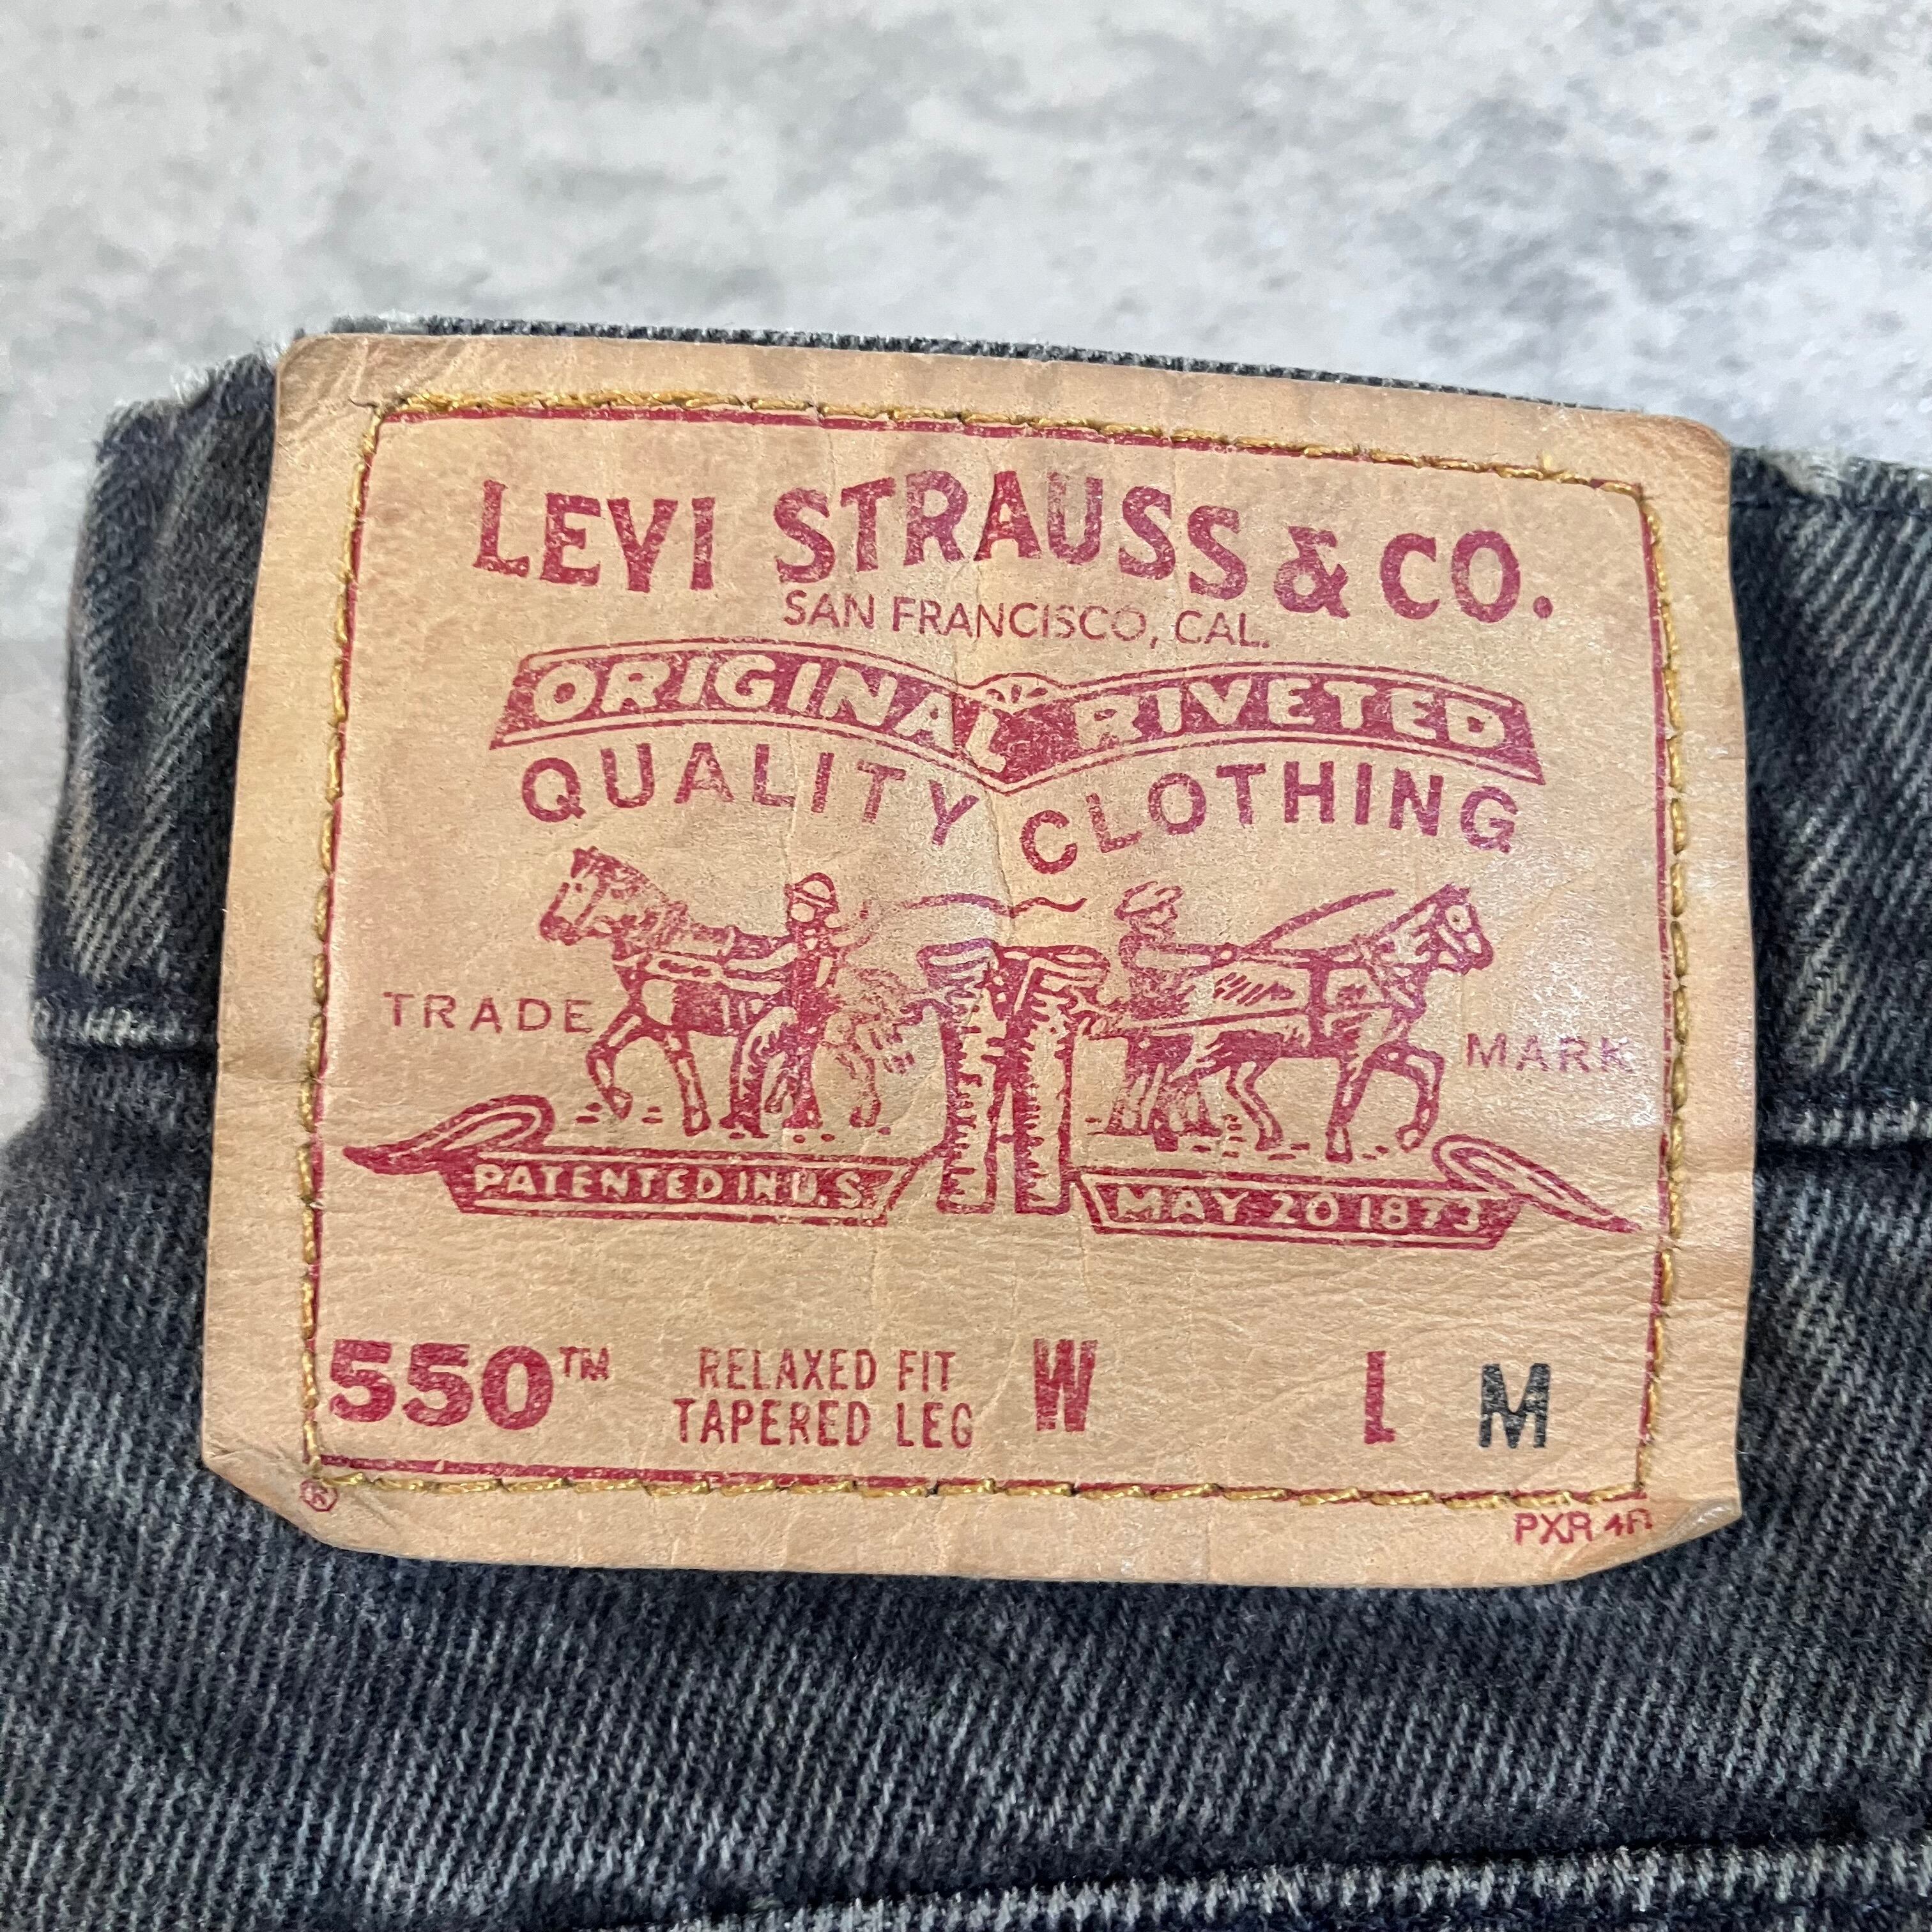 LEVI STRAUSS & CO.
SAN FRANCISCO, CAL.
ORIGINAL RIVETED
QUALITY CLOTHING
TRADE MARK
PATENTED IN U.S. MAY 20 1873
550™ RELAXED FIT W L M
TAPERED LEG
®
PXR